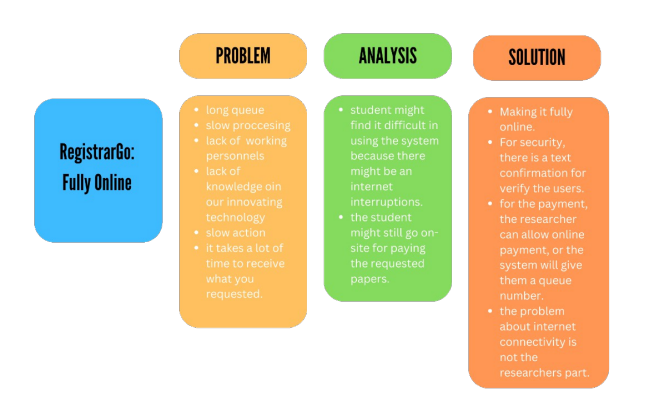 PROBLEM
ANALYSIS
SOLUTION
RegistrarGo:
Fully Online
• long queue
• slow proccesing
• lack of  working
personnels
• lack of
knowledge oin
our innovating
technology
• slow action
• it takes a lot of
time to receive
what you
requested.
• student might
find it difficult in
using the system
because there
might be an
internet
interruptions.
• the student
might still go on-
site for paying
the requested
papers.
• Making it fully
online.
• For security,
there is a text
confirmation for
verify the users.
• for the payment,
the researcher
can allow online
payment, or the
system will give
them a queue
number.
• the problem
about internet
connectivity is
not the
researchers part.